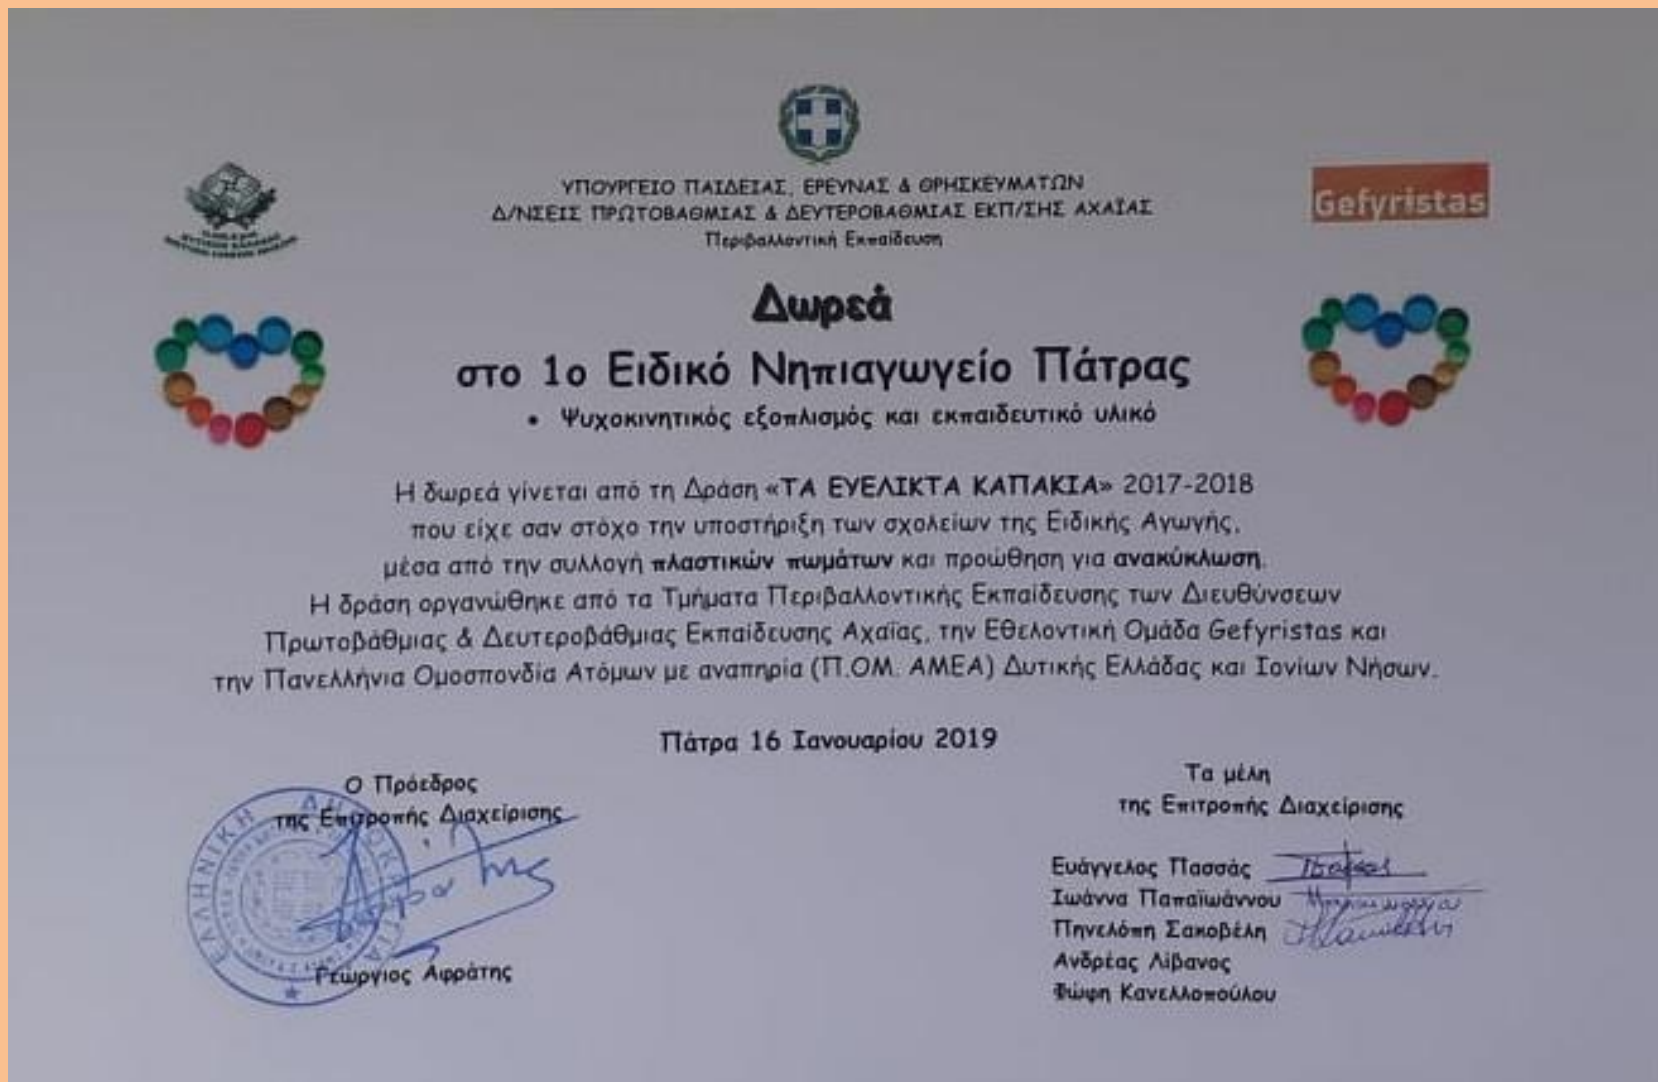 ΥΠΟΥΡΓΕΙΟ ΠΑΙΔΕΙΑΣ, ΕΡΕΥΝΑΣ & ΘΡΗΣΚΕΥΜΑΤΩΝ
Δ/ΝΣΕΙΣ ΠΡΩΤΟΒΑΘΜΙΑΣ & ΔΕΥΤΕΡΟΒΑΘΜΙΑΣ ΕΚΠ/ΣΗΣ ΑΧΑΪΑΣ
Περιβαλλοντική Εκπαίδευση
Gefyristas
Δωρεά
στο 1ο Ειδικό Νηπιαγωγείο Πάτρας
• Ψυχοκινητικός εξοπλισμός και εκπαιδευτικό υλικό
Η δωρεά γίνεται από τη Δράση «ΤΑ ΕΥΕΛΙΚΤΑ ΚΑΠΑΚΙΑ» 2017-2018
που είχε σαν στόχο την υποστήριξη των σχολείων της Ειδικής Αγωγής,
μέσα από την συλλογή πλαστικών πωμάτων και προώθηση για ανακύκλωση.
Η δράση οργανώθηκε από τα Τμήματα Περιβαλλοντικής Εκπαίδευσης των Διευθύνσεων
Πρωτοβάθμιας & Δευτεροβάθμιας Εκπαίδευσης Αχαΐας, την Εθελοντική Ομάδα Gefyristas και
την Πανελλήνια Ομοσπονδία Ατόμων με αναπηρία (Π.ΟΜ. ΑΜΕΑ) Δυτικής Ελλάδας και Ιονίων Νήσων.
Πάτρα 16 Ιανουαρίου 2019
Ο Πρόεδρος
της Επιτροπής Διαχείρισης
ΕΛΛΗΝΙΚΗ ΔΗΜΟΚΡΑΤΙΑ
Γεώργιος Αφράτης
Τα μέλη
της Επιτροπής Διαχείρισης
Ευάγγελος Πασσάς
Ιωάννα Παπαϊωάννου
Πηνελόπη Σακοβέλη
Ανδρέας Λίβανος
Φώφη Κανελλοπούλου